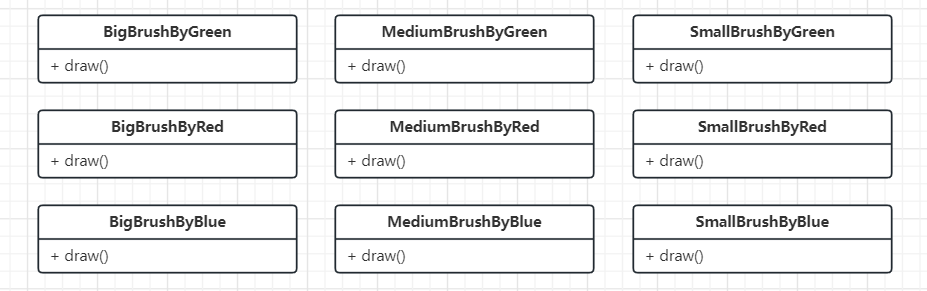 BigBrushByGreen
+ draw()
MediumBrushByGreen
+ draw()
SmallBrushByGreen
+ draw()
BigBrushByRed
+ draw()
MediumBrushByRed
+ draw()
SmallBrushByRed
+ draw()
BigBrushByBlue
+ draw()
MediumBrushByBlue
+ draw()
SmallBrushByBlue
+ draw()